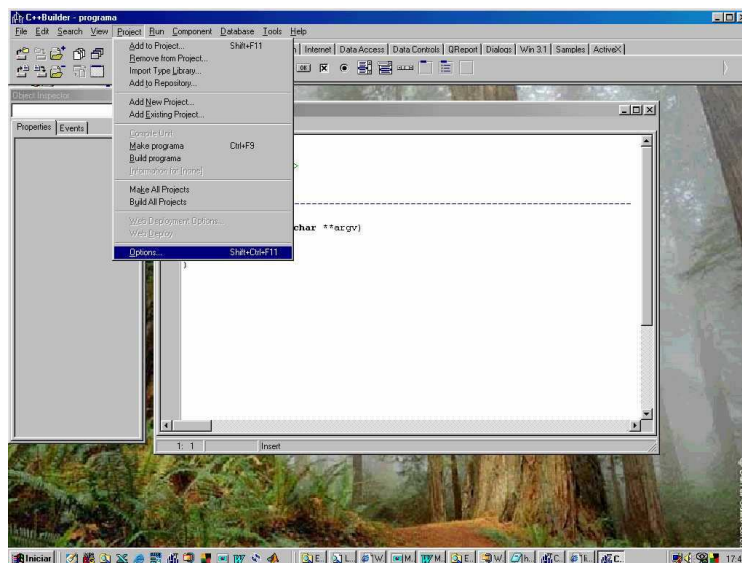 C++Builder - programa
File Edit Search View Project Run Component Database Tools Help
Internet Data Access Data Controls QReport Dialogs Win 3.1 Samples ActiveX
Add to Project... Shift+F11
Remove from Project...
Import Type Library...
Add to Repository...
Add New Project...
Add Existing Project...
Compile Unit
Make programa Ctrl+F9
Build programa
Information for [none]
Make All Projects
Build All Projects
Web Deployment Options...
Web Deploy
Options... Shift+Ctrl+F11
OK
Object Inspector
Properties Events
>
char **argv)
}
1: 1 Insert
Iniciar